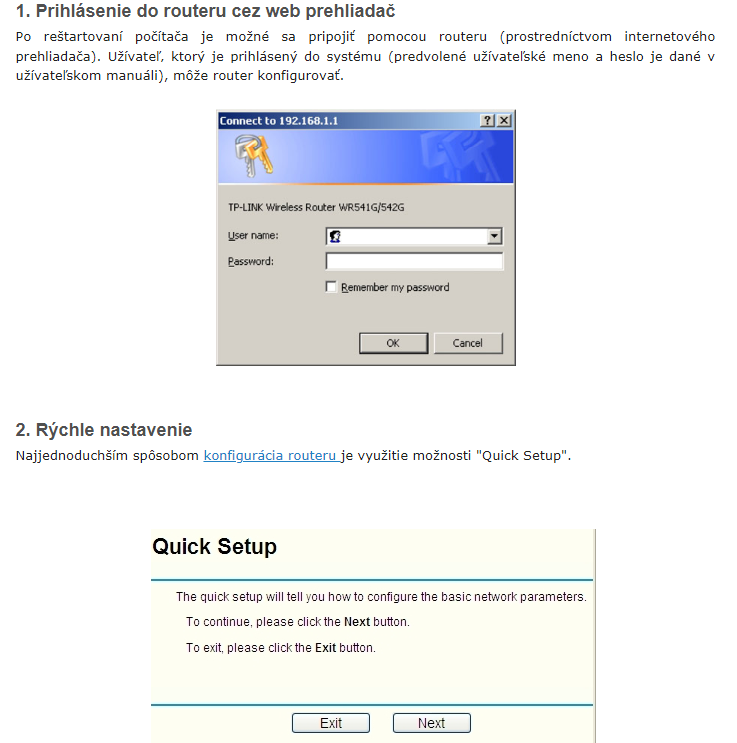 1. Prihlásenie do routeru cez web prehliadač
Po reštartovaní počítača je možné sa pripojiť pomocou routeru (prostredníctvom internetového
prehliadača). Užívateľ, ktorý je prihlásený do systému (predvolené užívateľské meno a heslo je dané v
užívateľskom manuáli), môže router konfigurovať.
Connect to 192.168.1.1
TP-LINK Wireless Router WR541G/542G
User name:
Password:
Remember my password
OK Cancel
2. Rýchle nastavenie
Najjednoduchším spôsobom konfigurácia routeru je využitie možnosti "Quick Setup".
Quick Setup
The quick setup will tell you how to configure the basic network parameters.
To continue, please click the Next button.
To exit, please click the Exit button.
Exit Next